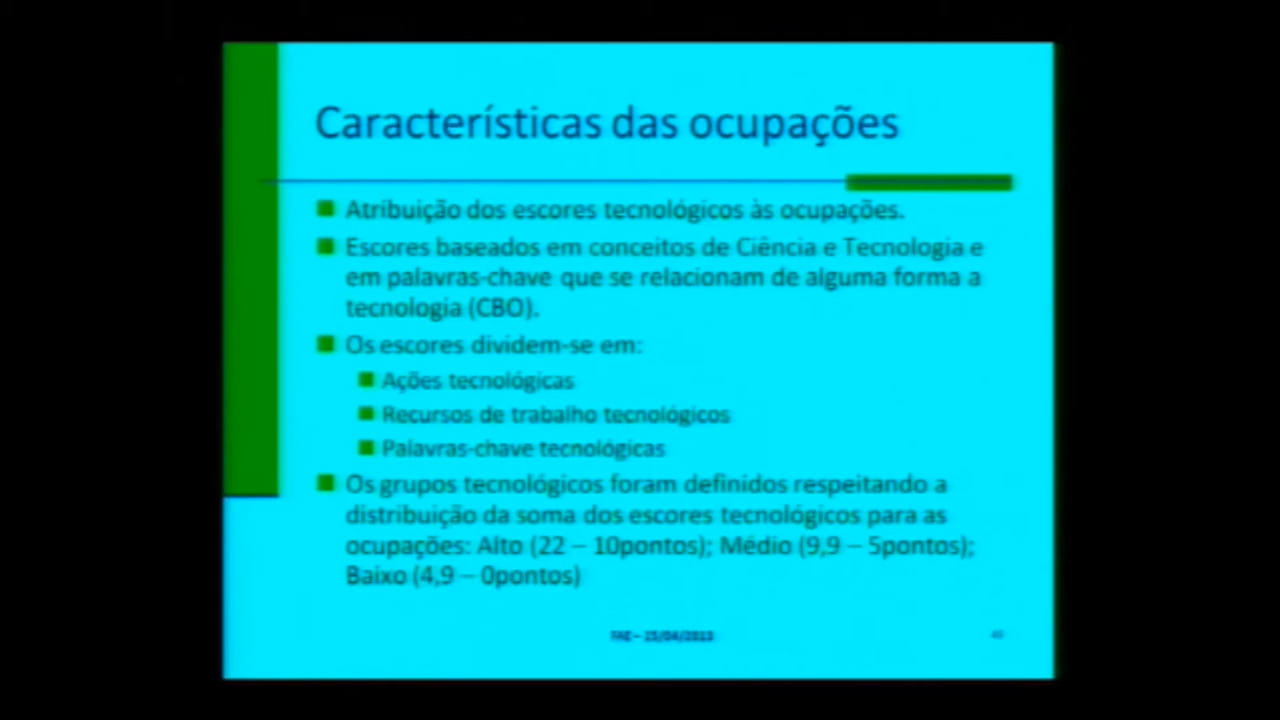 Características das ocupações
Atribuição dos escores tecnológicos às ocupações.
Escores baseados em conceitos de Ciência e Tecnologia e
em palavras-chave que se relacionam de alguma forma a
tecnologia (CBO).
Os escores dividem-se em:
Ações tecnológicas
Recursos de trabalho tecnológicos
Palavras-chave tecnológicas
Os grupos tecnológicos foram definidos respeitando a
distribuição da soma dos escores tecnológicos para as
ocupações: Alto (22 – 10pontos); Médio (9,9 – 5pontos);
Baixo (4,9 – 0pontos)